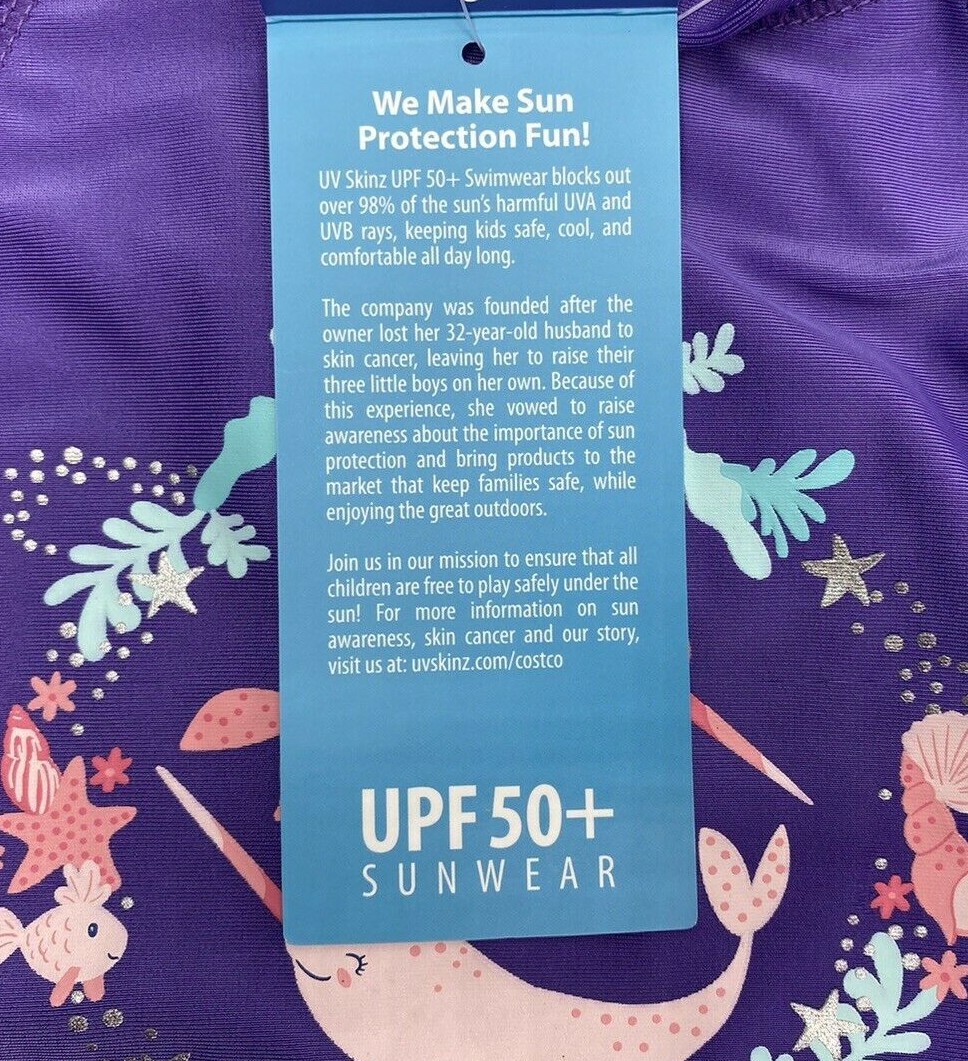 We Make Sun
Protection Fun!
UV Skinz UPF 50+ Swimwear blocks out
over 98% of the sun's harmful UVA and
UVB rays, keeping kids safe, cool, and
comfortable all day long.
The company was founded after the
owner lost her 32-year-old husband to
skin cancer, leaving her to raise their
three little boys on her own. Because of
this experience, she vowed to raise
awareness about the importance of sun
protection and bring products to the
market that keep families safe, while
enjoying the great outdoors.
Join us in our mission to ensure that all
children are free to play safely under the
sun! For more information on sun
awareness, skin cancer and our story,
visit us at: uvskinz.com/costco
UPF 50+
SUNWEAR